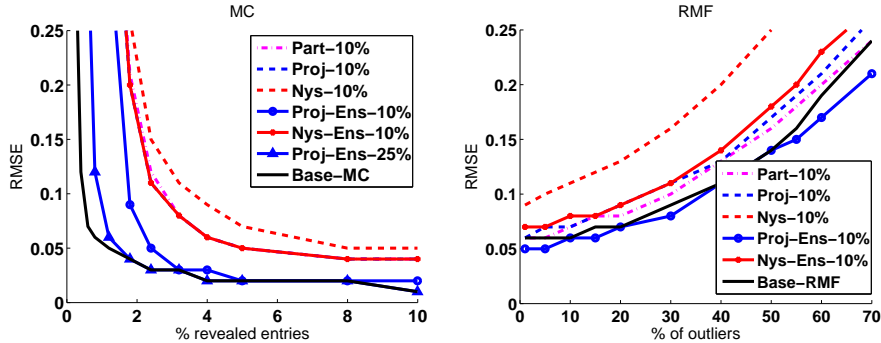 MC
0.25
0.2
0.15
0.1
0.05
0
RMSE
0
2
4
6
8
10
% revealed entries
Part−10%
Proj−10%
Nys−10%
Proj−Ens−10%
Nys−Ens−10%
Proj−Ens−25%
Base−MC
RMF
0.25
0.2
0.15
0.1
0.05
0
RMSE
0
10
20
30
40
50
60
70
% of outliers
Part−10%
Proj−10%
Nys−10%
Proj−Ens−10%
Nys−Ens−10%
Base−RMF